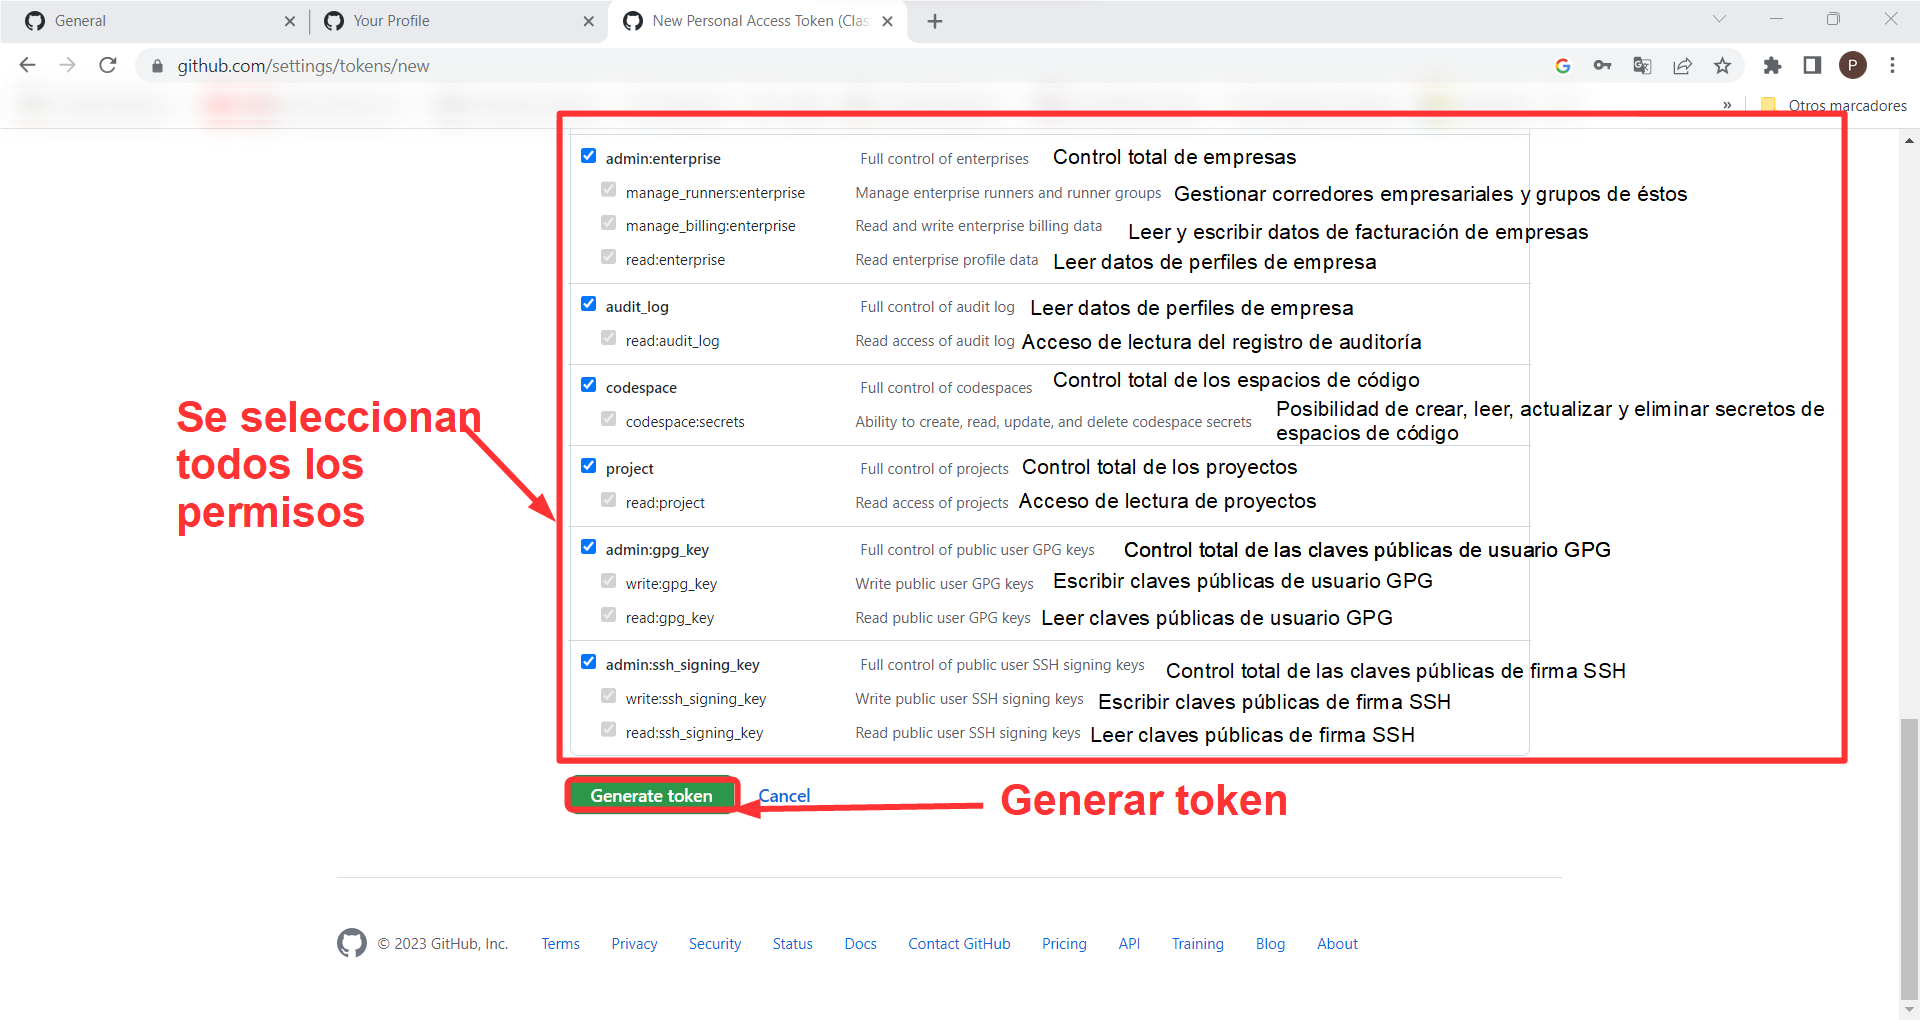 General
Your Profile
New Personal Access Token (Clas
github.com/settings/tokens/new
P
» Otros marcadores
admin:enterprise Full control of enterprises Control total de empresas
manage_runners:enterprise Manage enterprise runners and runner groups Gestionar corredores empresariales y grupos de éstos
manage_billing:enterprise Read and write enterprise billing data Leer y escribir datos de facturación de empresas
read:enterprise Read enterprise profile data Leer datos de perfiles de empresa
audit_log Full control of audit log Leer datos de perfiles de empresa
read:audit_log Read access of audit log Acceso de lectura del registro de auditoría
codespace Full control of codespaces Control total de los espacios de código
codespace:secrets Ability to create, read, update, and delete codespace secrets Posibilidad de crear, leer, actualizar y eliminar secretos de
espacios de código
Se seleccionan
todos los
permisos
project Full control of projects Control total de los proyectos
read:project Read access of projects Acceso de lectura de proyectos
admin:gpg_key Full control of public user GPG keys Control total de las claves públicas de usuario GPG
write:gpg_key Write public user GPG keys Escribir claves públicas de usuario GPG
read:gpg_key Read public user GPG keys Leer claves públicas de usuario GPG
admin:ssh_signing_key Full control of public user SSH signing keys Control total de las claves públicas de firma SSH
write:ssh_signing_key Write public user SSH signing keys Escribir claves públicas de firma SSH
read:ssh_signing_key Read public user SSH signing keys Leer claves públicas de firma SSH
Generate token Cancel Generar token
© 2023 GitHub, Inc. Terms Privacy Security Status Docs Contact GitHub Pricing API Training Blog About